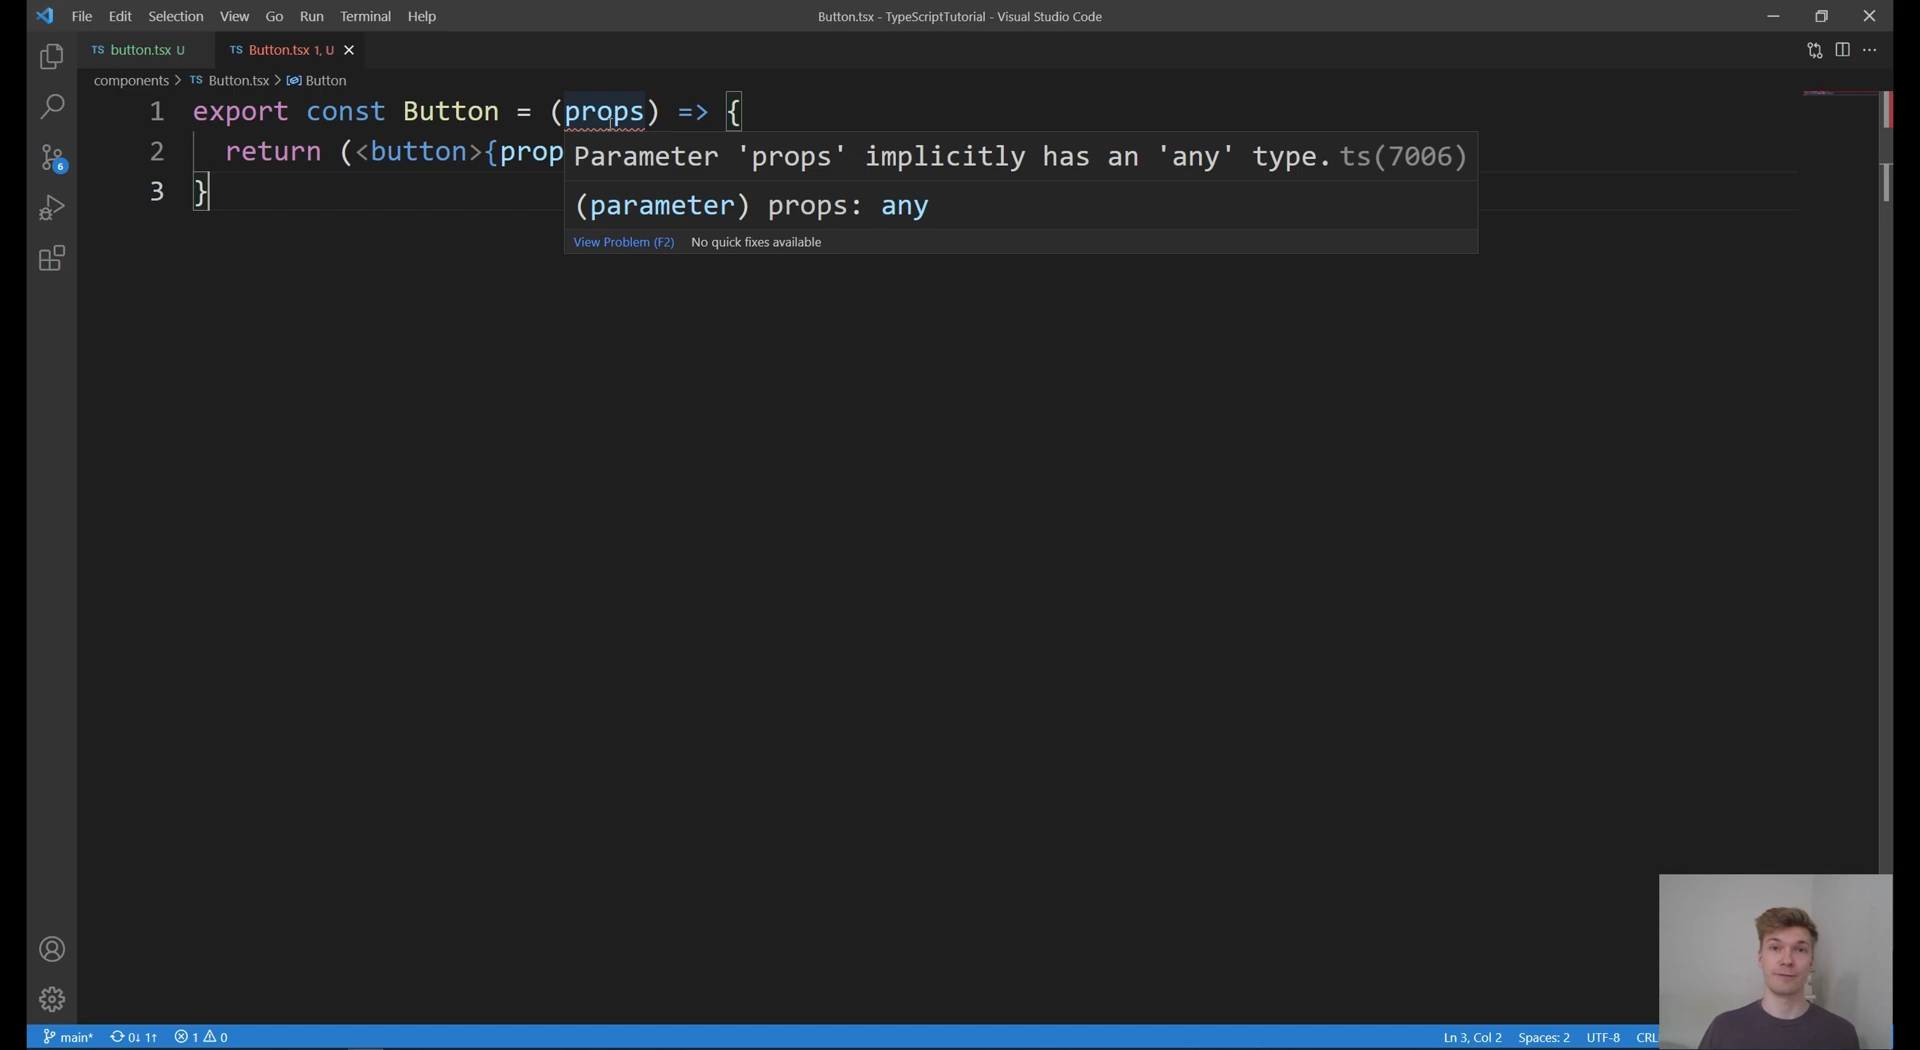 File Edit Selection View Go Run Terminal Help
Button.tsx - TypeScriptTutorial - Visual Studio Code
TS button.tsx U
TS Button.tsx 1, U
components > TS Button.tsx > Button
1 export const Button = (props) => {
2 return (<button>{prop
3 }
Parameter 'props' implicitly has an 'any' type. ts(7006)
(parameter) props: any
View Problem (F2) No quick fixes available
6
main* 0↓ 1↑ 1 0
Ln 3, Col 2 Spaces: 2 UTF-8 CRL